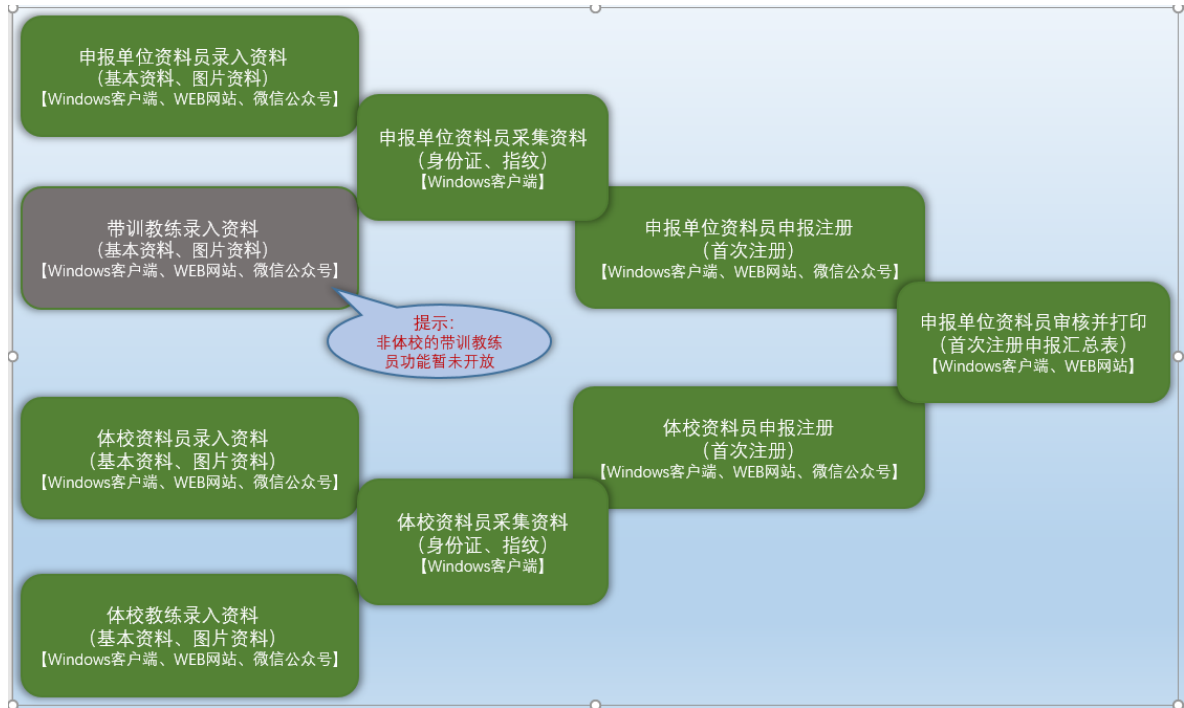 申报单位资料员录入资料
（基本资料、图片资料）
【Windows客户端、WEB网站、微信公众号】
申报单位资料员采集资料
（身份证、指纹）
【Windows客户端】
带训教练录入资料
（基本资料、图片资料）
【Windows客户端、WEB网站、微信公众号】
申报单位资料员申报注册
（首次注册）
【Windows客户端、WEB网站、微信公众号】
提示：
非体校的带训教练
员功能暂未开放
申报单位资料员审核并打印
（首次注册申报汇总表）
【Windows客户端、WEB网站】
体校资料员录入资料
（基本资料、图片资料）
【Windows客户端、WEB网站、微信公众号】
体校资料员申报注册
（首次注册）
【Windows客户端、WEB网站、微信公众号】
体校资料员采集资料
（身份证、指纹）
【Windows客户端】
体校教练录入资料
（基本资料、图片资料）
【Windows客户端、WEB网站、微信公众号】